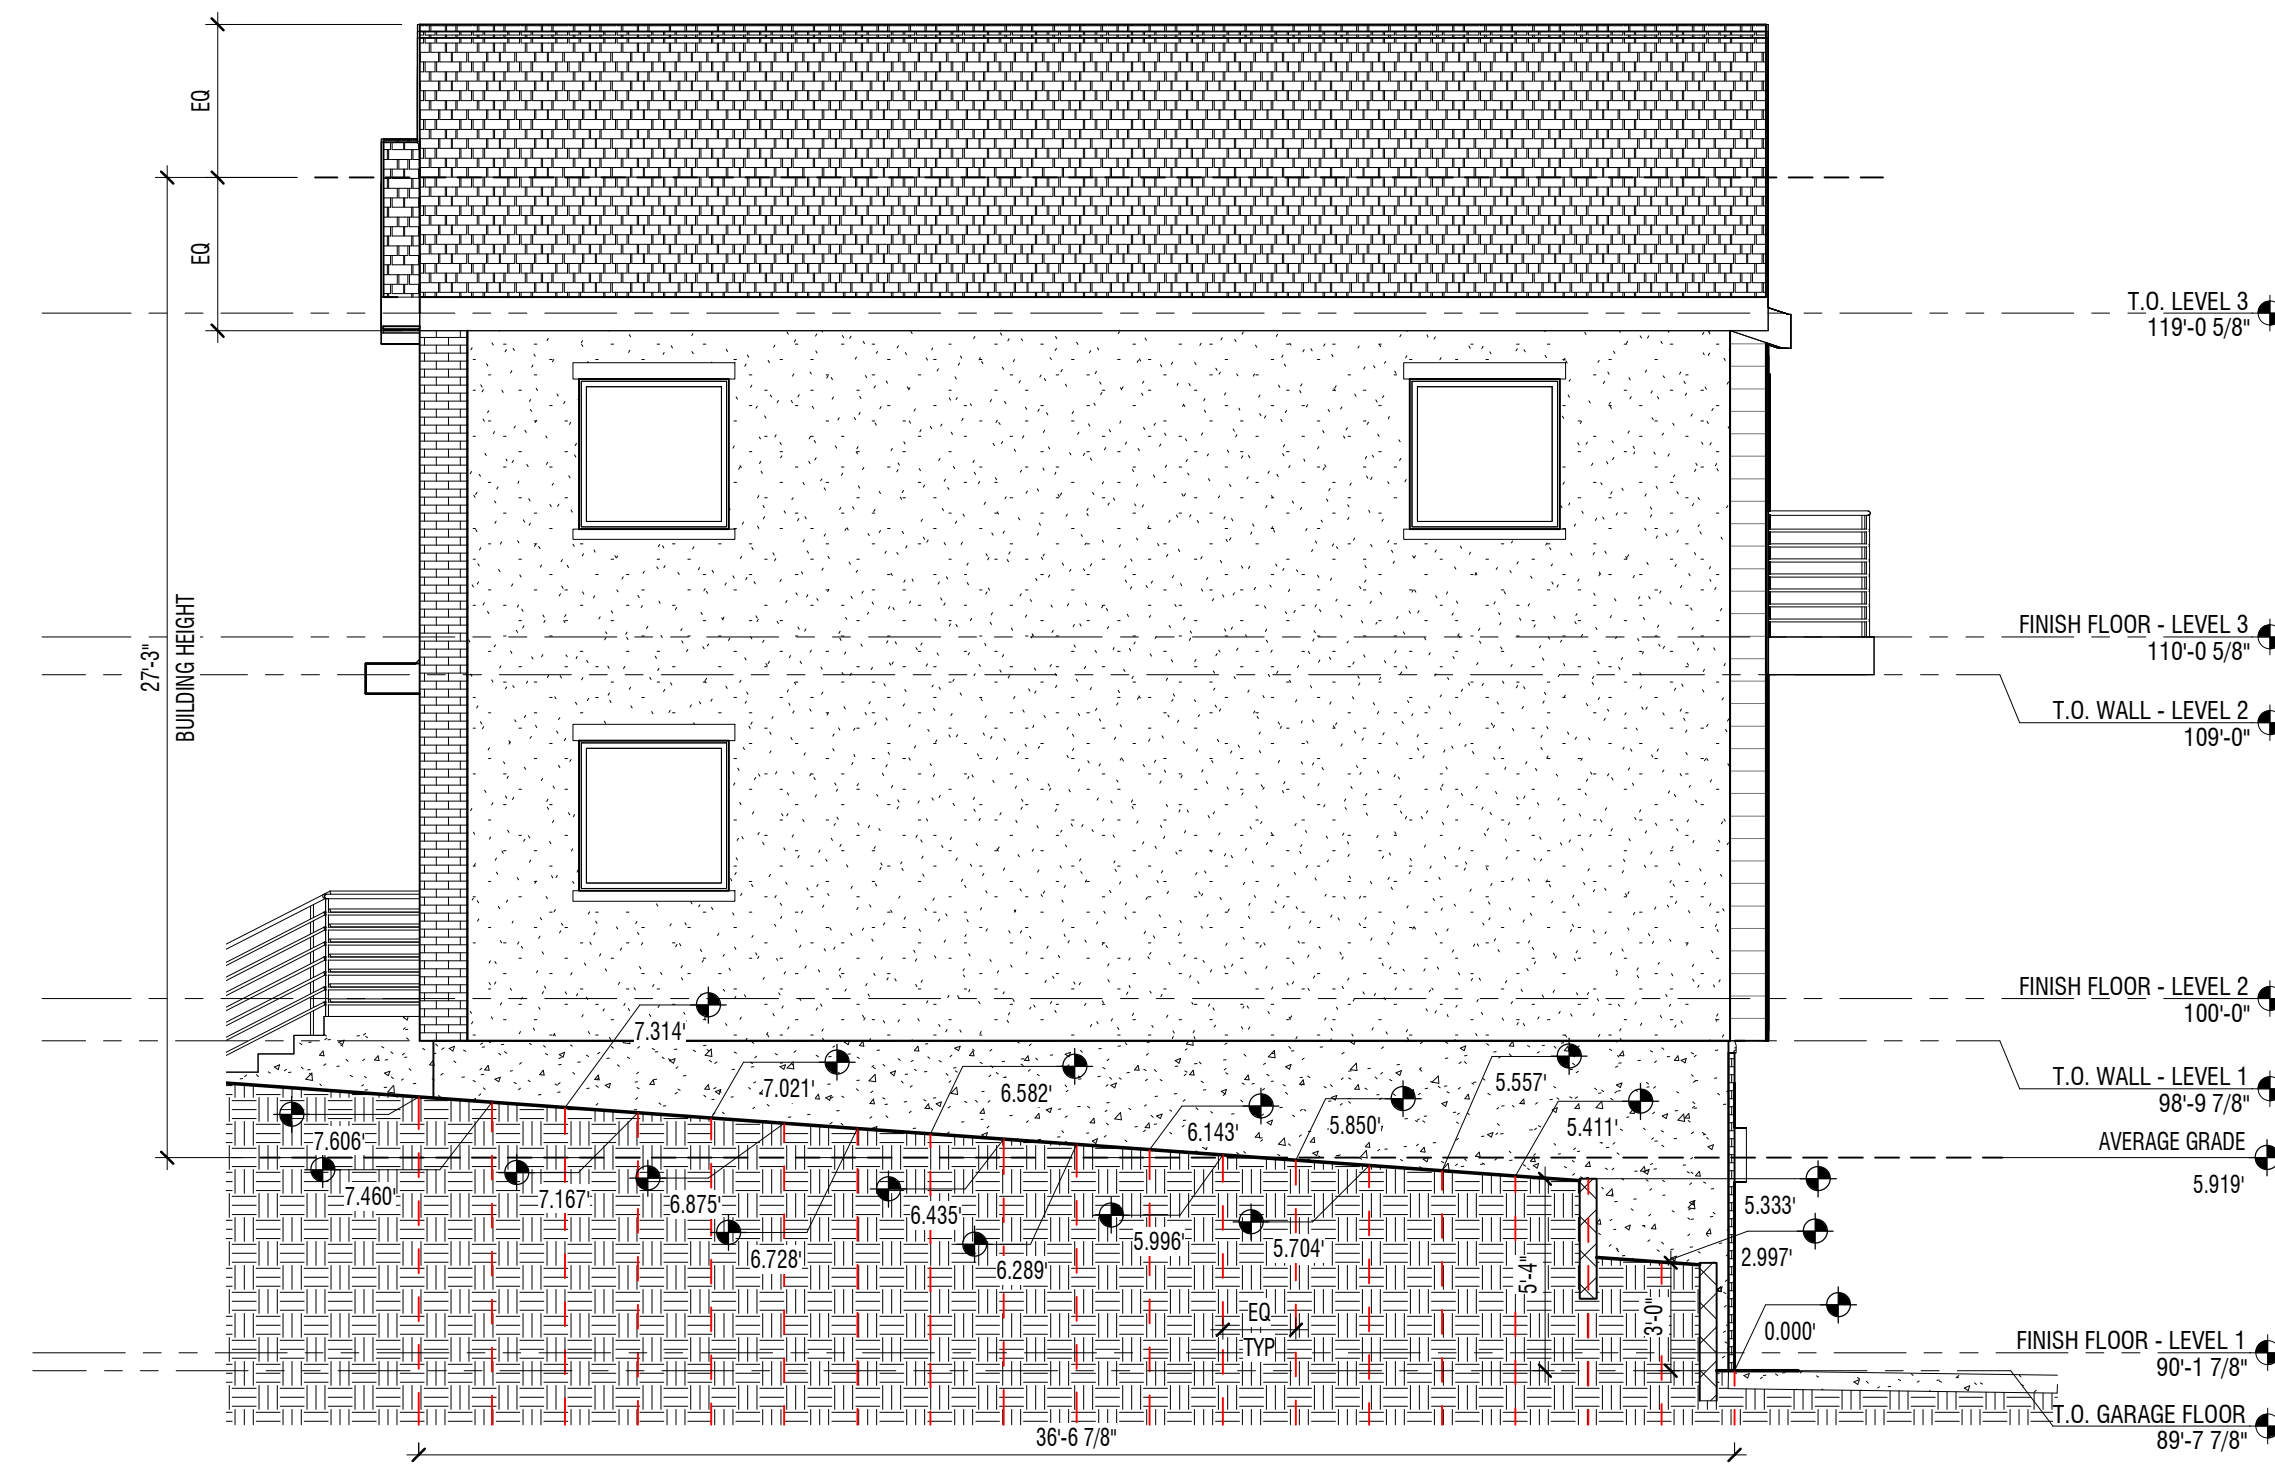 EQ
EQ
T.O. LEVEL 3
119'-0 5/8"
27'-3"
BUILDING HEIGHT
FINISH FLOOR - LEVEL 3
110'-0 5/8"
T.O. WALL - LEVEL 2
109'-0"
FINISH FLOOR - LEVEL 2
100'-0"
7.314'
7.021'
6.582'
5.557'
T.O. WALL - LEVEL 1
98'-9 7/8"
7.606'
6.143'
5.850'
5.411'
AVERAGE GRADE
5.919'
7.460'
7.167'
6.875'
6.435'
5.333'
6.728'
6.289'
5.996'
5.704'
2.997'
5'-4"
3'-0"
EQ
TYP
0.000'
FINISH FLOOR - LEVEL 1
90'-1 7/8"
T.O. GARAGE FLOOR
89'-7 7/8"
36'-6 7/8"